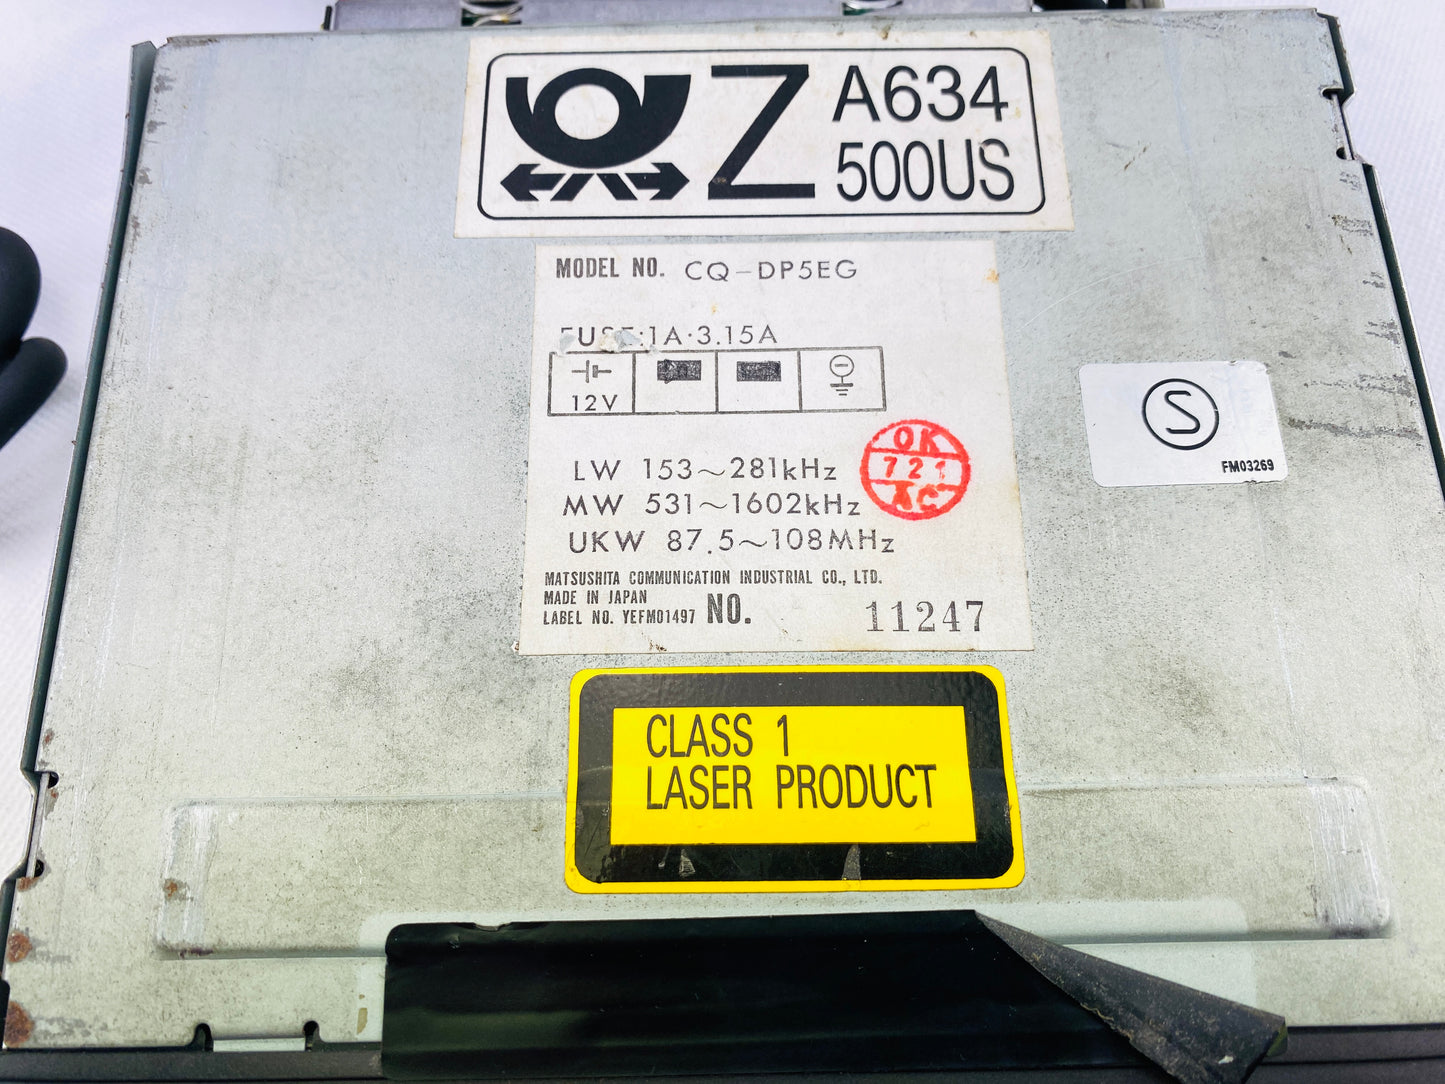 Z A634
500US
MODEL NO. CQ-DP5EG
FUSE:1A·3.15A
12V
LW 153~281kHz
MW 531~1602kHz
UKW 87.5~108MHz
OK
721
AC
MATSUSHITA COMMUNICATION INDUSTRIAL CO., LTD.
MADE IN JAPAN
LABEL NO. YEFM01497 NO. 11247
S
FM03269
CLASS 1
LASER PRODUCT